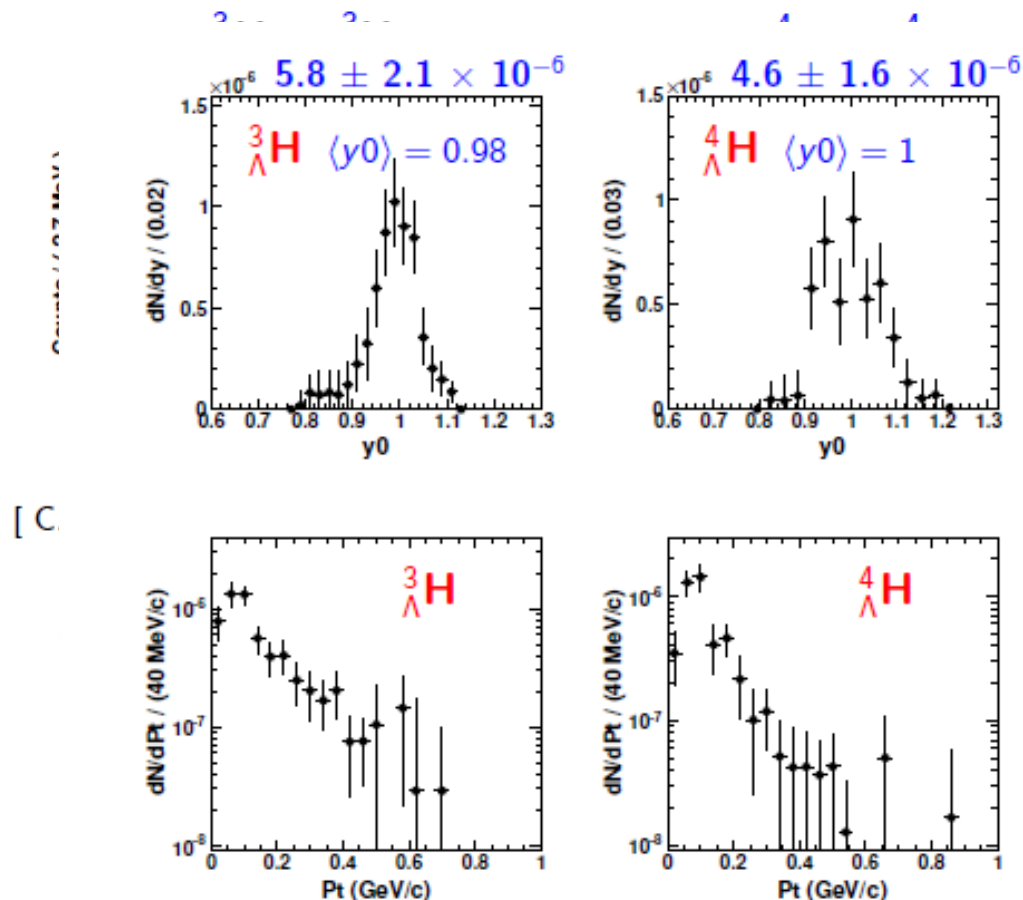 5.8 ± 2.1 × 10⁻⁶
4.6 ± 1.6 × 10⁻⁶
×10⁻⁶
1.5
1
0.5
0
dN/dy / (0.02)
³ΛH ⟨y0⟩ = 0.98
0.6 0.7 0.8 0.9 1 1.1 1.2 1.3
y0
×10⁻⁶
1.5
1
0.5
0
dN/dy / (0.03)
⁴ΛH ⟨y0⟩ = 1
0.6 0.7 0.8 0.9 1 1.1 1.2 1.3
y0
[ C.
10⁻⁶
10⁻⁷
10⁻⁸
dN/dPt / (40 MeV/c)
³ΛH
0 0.2 0.4 0.6 0.8 1
Pt (GeV/c)
10⁻⁶
10⁻⁷
10⁻⁸
dN/dPt / (40 MeV/c)
⁴ΛH
0 0.2 0.4 0.6 0.8 1
Pt (GeV/c)